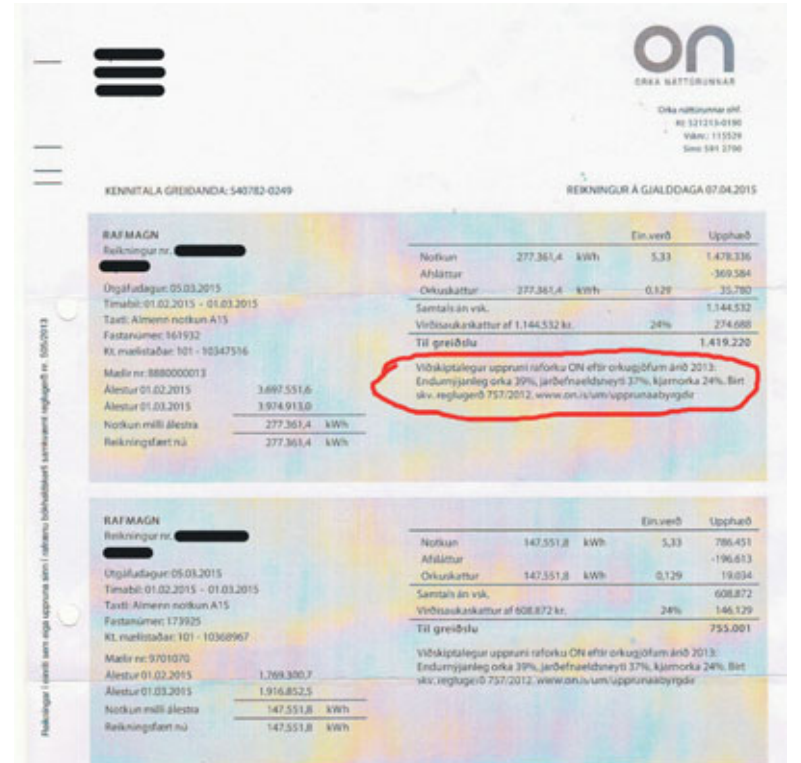 on
ORKA NÁTTÚRUNNAR
Orka náttúrunnar ohf.
Kt: 521213-0190
Vsknr.: 115529
Sími: 591 2700
KENNITALA GREIÐANDA: 540782-0249
REIKNINGUR Á GJALDDAGA 07.04.2015
RAFMAGN
Reikningur nr.
Útgáfudagur: 05.03.2015
Tímabil: 01.02.2015 - 01.03.2015
Taxti: Almenn notkun A15
Fastanúmer: 161932
Kt. mælistaðar: 101 - 10347516
Mælir nr: 8880000013
Álestur 01.02.2015 3.697.551,6
Álestur 01.03.2015 3.974.913,0
Notkun milli álestra 277.361,4 kWh
Reikningsfært nú 277.361,4 kWh
Ein.verð Upphæð
Notkun 277.361,4 kWh 5,33 1.478.336
Afsláttur -369.584
Orkuskattur 277.361,4 kWh 0,129 35.780
Samtals án vsk. 1.144.532
Virðisaukaskattur af 1.144.532 kr. 24% 274.688
Til greiðslu 1.419.220
Viðskiptalegur uppruni raforku ON eftir orkugjöfum árið 2013:
Endurnýjanleg orka 39%, jarðefnaeldsneyti 37%, kjarnorka 24%. Birt
skv. reglugerð 757/2012, www.on.is/um/upprunaabyrgdir
RAFMAGN
Reikningur nr.
Útgáfudagur: 05.03.2015
Tímabil: 01.02.2015 - 01.03.2015
Taxti: Almenn notkun A15
Fastanúmer: 173925
Kt. mælistaðar: 101 - 10368967
Mælir nr: 9701070
Álestur 01.02.2015 1.769.300,7
Álestur 01.03.2015 1.916.852,5
Notkun milli álestra 147.551,8 kWh
Reikningsfært nú 147.551,8 kWh
Ein.verð Upphæð
Notkun 147.551,8 kWh 5,33 786.451
Afsláttur -196.613
Orkuskattur 147.551,8 kWh 0,129 19.034
Samtals án vsk. 608.872
Virðisaukaskattur af 608.872 kr. 24% 146.129
Til greiðslu 755.001
Viðskiptalegur uppruni raforku ON eftir orkugjöfum árið 2013:
Endurnýjanleg orka 39%, jarðefnaeldsneyti 37%, kjarnorka 24%. Birt
skv. reglugerð 757/2012, www.on.is/um/upprunaabyrgdir
Reikningur í eintaki sem eiga uppruna sinn í rafrænu bókhaldskerfi samkvæmt reglugerð nr. 505/2013